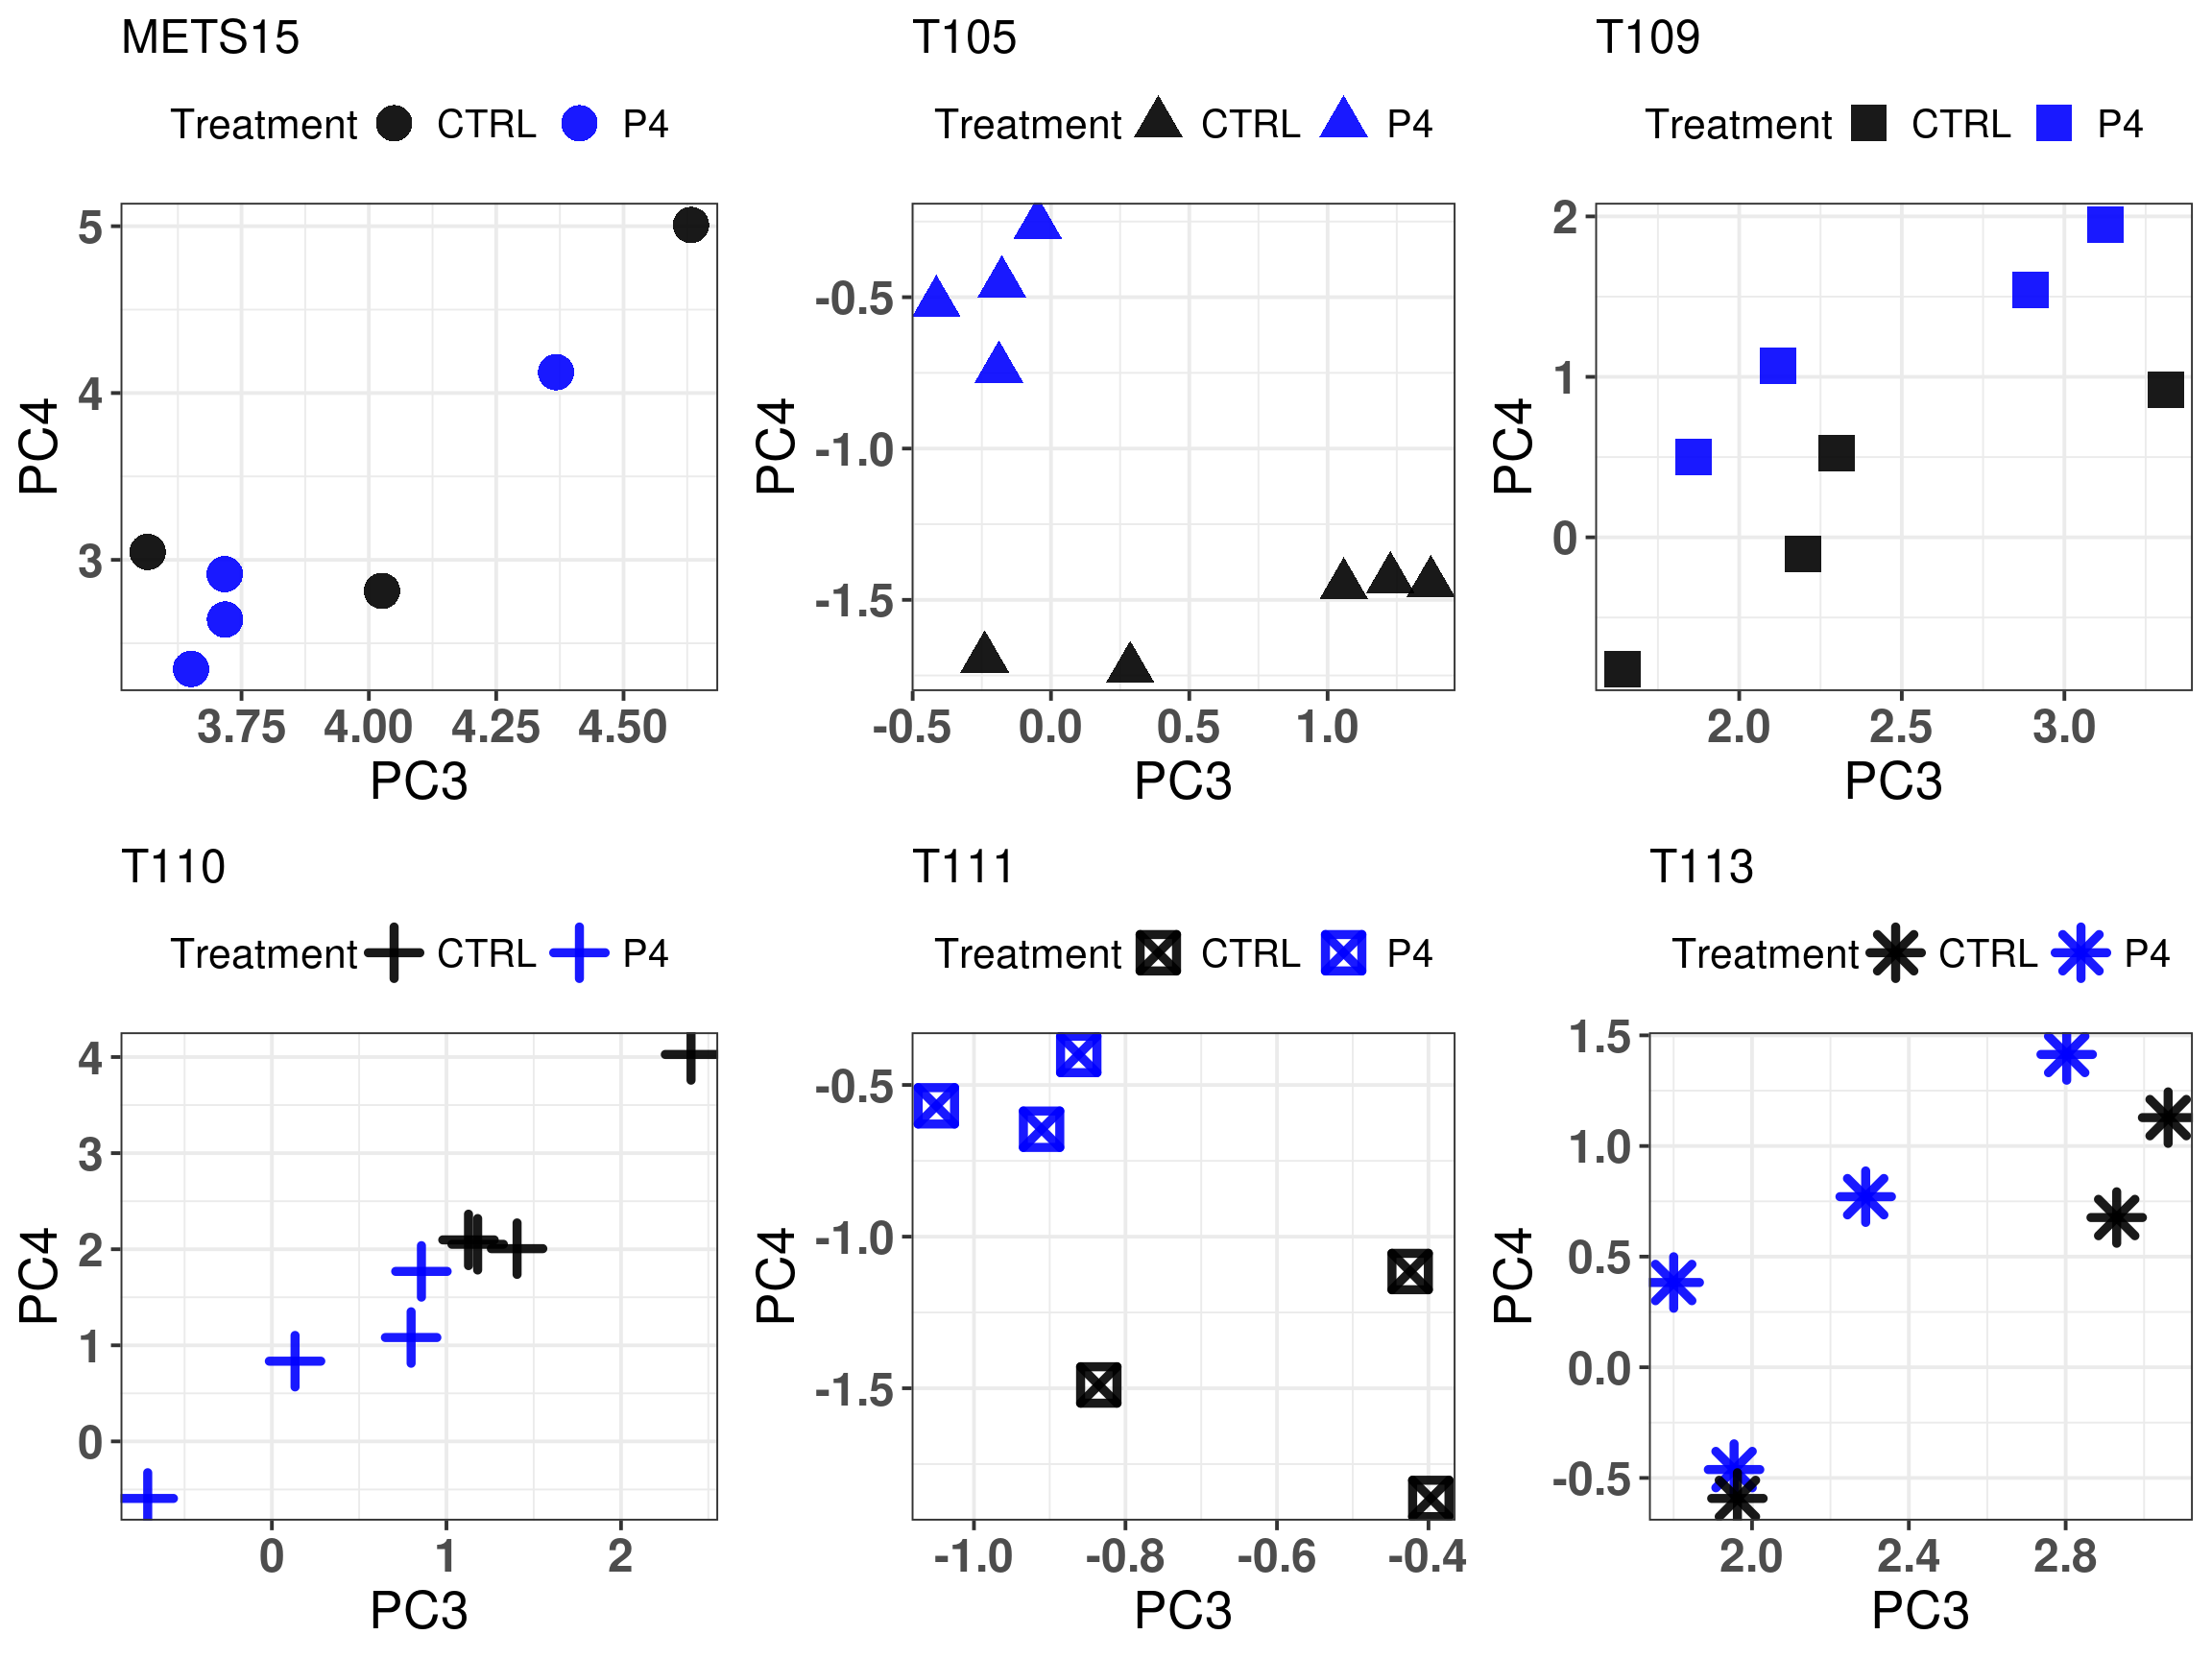 METS15
Treatment CTRL P4
5
4
3
PC4
3.75 4.00 4.25 4.50
PC3
T105
Treatment CTRL P4
-0.5
-1.0
-1.5
PC4
-0.5 0.0 0.5 1.0
PC3
T109
Treatment CTRL P4
2
1
0
PC4
2.0 2.5 3.0
PC3
T110
Treatment CTRL P4
4
3
2
1
0
PC4
0 1 2
PC3
T111
Treatment CTRL P4
-0.5
-1.0
-1.5
PC4
-1.0 -0.8 -0.6 -0.4
PC3
T113
Treatment CTRL P4
1.5
1.0
0.5
0.0
-0.5
PC4
2.0 2.4 2.8
PC3